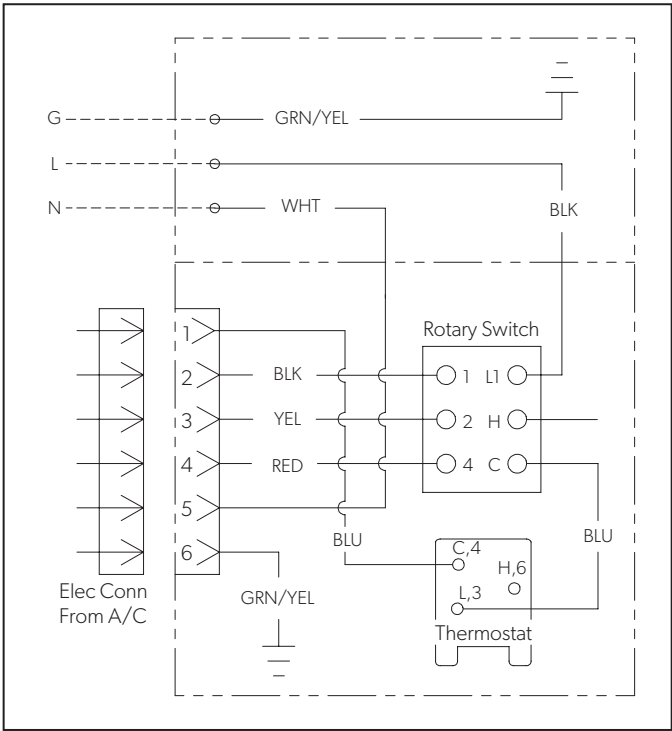 G
GRN/YEL
L
N
WHT
BLK
Rotary Switch
1
2
BLK
1 L1
3
YEL
2 H
4
RED
4 C
5
BLU
BLU
6
C,4
H,6
Elec Conn
From A/C
GRN/YEL
L,3
Thermostat